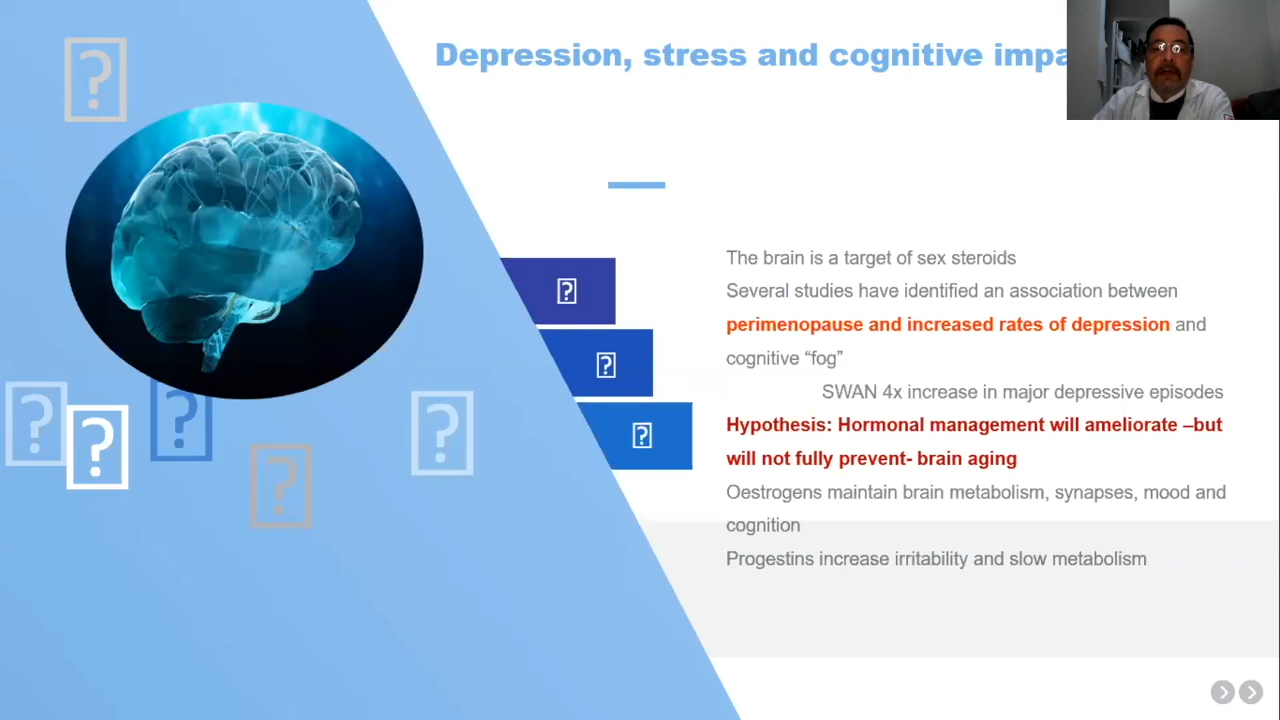 Depression, stress and cognitive
The brain is a target of sex steroids
Several studies have identified an association between
perimenopause and increased rates of depression and
cognitive “fog”
SWAN 4x increase in major depressive episodes
Hypothesis: Hormonal management will ameliorate –but
will not fully prevent- brain aging
Oestrogens maintain brain metabolism, synapses, mood and
cognition
Progestins increase irritability and slow metabolism